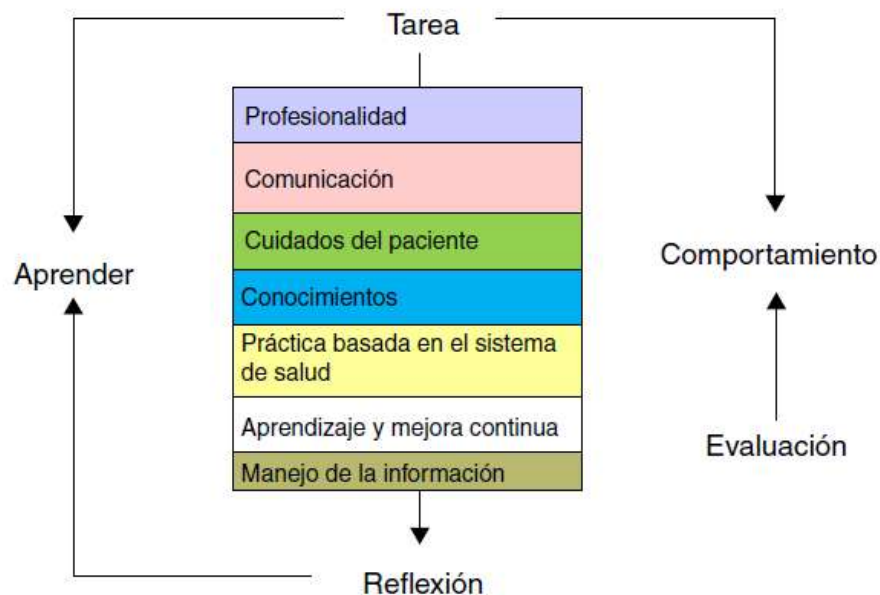 Tarea
Profesionalidad
Comunicación
Cuidados del paciente
Aprender
Comportamiento
Conocimientos
Práctica basada en el sistema
de salud
Aprendizaje y mejora continua
Evaluación
Manejo de la información
Reflexión